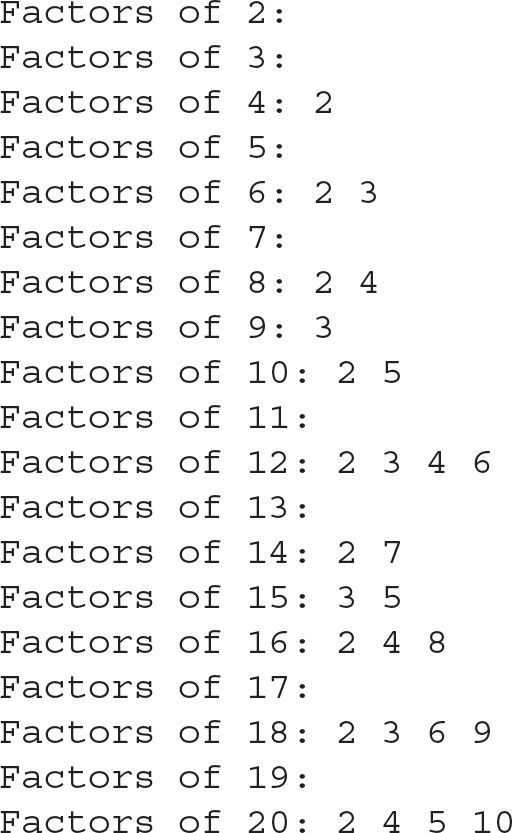 Factors of 2:
Factors of 3:
Factors of 4: 2
Factors of 5:
Factors of 6: 2 3
Factors of 7:
Factors of 8: 2 4
Factors of 9: 3
Factors of 10: 2 5
Factors of 11:
Factors of 12: 2 3 4 6
Factors of 13:
Factors of 14: 2 7
Factors of 15: 3 5
Factors of 16: 2 4 8
Factors of 17:
Factors of 18: 2 3 6 9
Factors of 19:
Factors of 20: 2 4 5 10